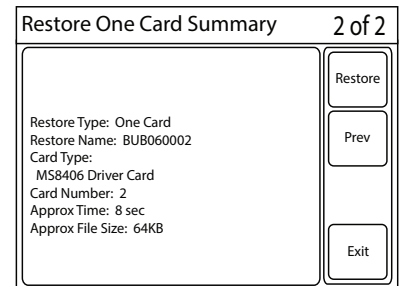 Restore One Card Summary 2 of 2
Restore
Restore Type: One Card
Restore Name: BUB060002
Prev
Card Type:
MS8406 Driver Card
Card Number: 2
Approx Time: 8 sec
Approx File Size: 64KB
Exit